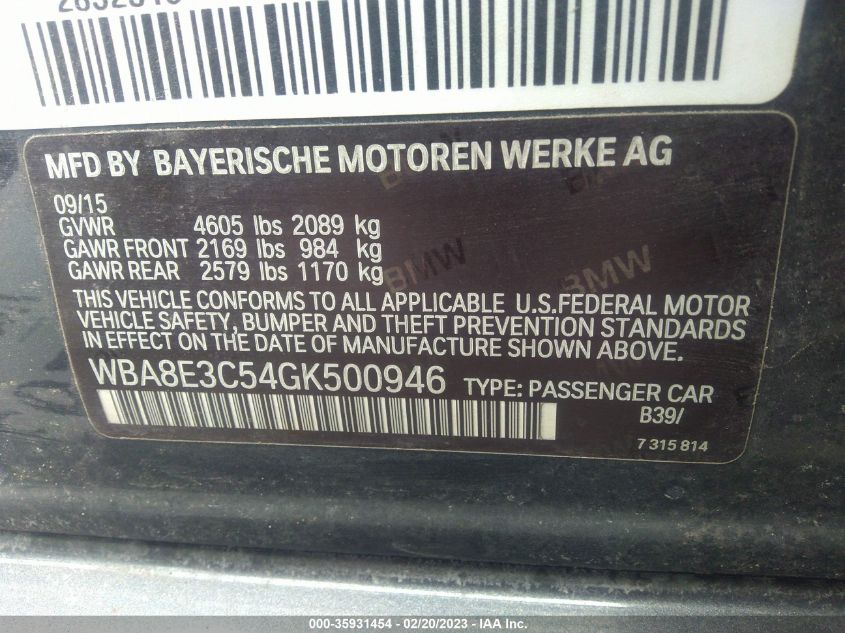 MFD BY BAYERISCHE MOTOREN WERKE AG
09/15
GVWR 4605 lbs 2089 kg
GAWR FRONT 2169 lbs 984 kg
GAWR REAR 2579 lbs 1170 kg
BMW
BMW
THIS VEHICLE CONFORMS TO ALL APPLICABLE U.S.FEDERAL MOTOR
VEHICLE SAFETY, BUMPER AND THEFT PREVENTION STANDARDS
IN EFFECT ON THE DATE OF MANUFACTURE SHOWN ABOVE.
WBA8E3C54GK500946 TYPE: PASSENGER CAR
B39/
7 315 814
000-35931454 - 02/20/2023 - IAA Inc.